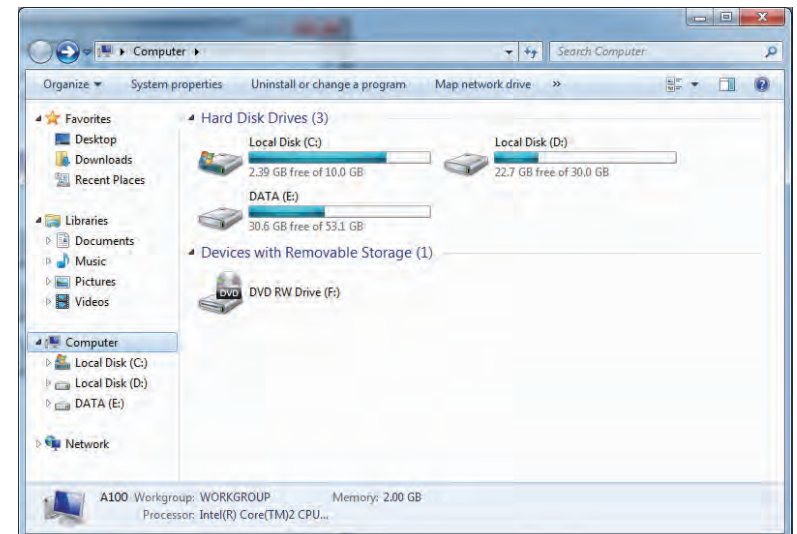 Computer
Search Computer
Organize
System properties
Uninstall or change a program
Map network drive
»
Favorites
Desktop
Downloads
Recent Places
Libraries
Documents
Music
Pictures
Videos
Computer
Local Disk (C:)
Local Disk (D:)
DATA (E:)
Network
Hard Disk Drives (3)
Local Disk (C:)
2.39 GB free of 10.0 GB
Local Disk (D:)
22.7 GB free of 30.0 GB
DATA (E:)
30.6 GB free of 53.1 GB
Devices with Removable Storage (1)
DVD
DVD RW Drive (F:)
A100 Workgroup: WORKGROUP Memory: 2.00 GB
Processor: Intel(R) Core(TM)2 CPU...